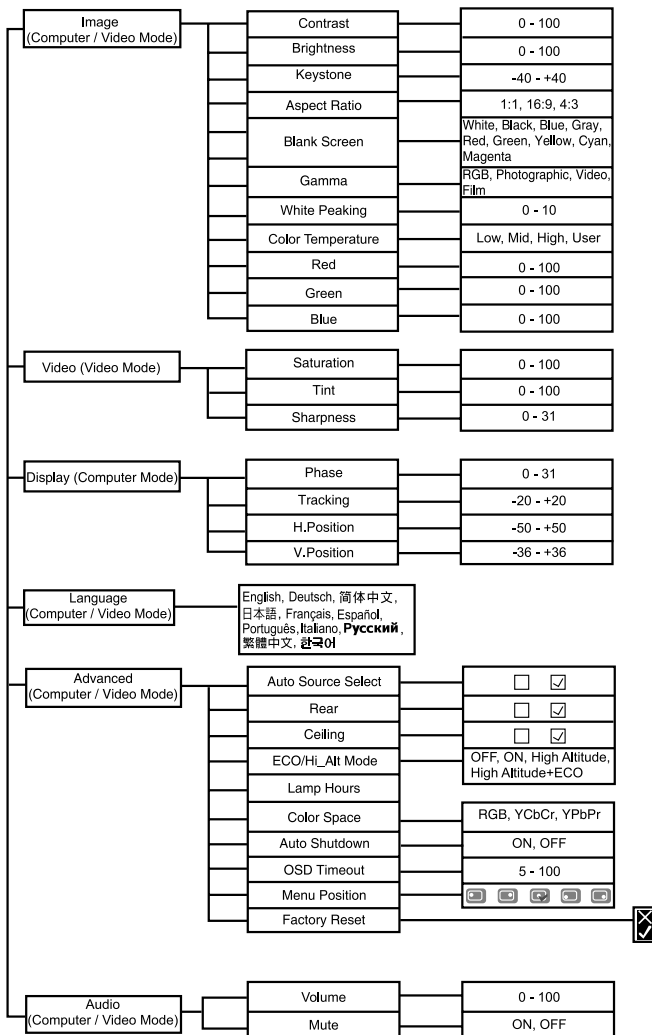 Image
(Computer / Video Mode)
Contrast
0 - 100
Brightness
0 - 100
Keystone
-40 - +40
Aspect Ratio
1:1, 16:9, 4:3
Blank Screen
White, Black, Blue, Gray,
Red, Green, Yellow, Cyan,
Magenta
Gamma
RGB, Photographic, Video,
Film
White Peaking
0 - 10
Color Temperature
Low, Mid, High, User
Red
0 - 100
Green
0 - 100
Blue
0 - 100
Video (Video Mode)
Saturation
0 - 100
Tint
0 - 100
Sharpness
0 - 31
Display (Computer Mode)
Phase
0 - 31
Tracking
-20 - +20
H.Position
-50 - +50
V.Position
-36 - +36
Language
(Computer / Video Mode)
English, Deutsch, 简体中文,
日本語, Français, Español,
Português, Italiano, Русский,
繁體中文, 한국어
Advanced
(Computer / Video Mode)
Auto Source Select
Rear
Ceiling
ECO/Hi_Alt Mode
OFF, ON, High Altitude,
High Altitude+ECO
Lamp Hours
Color Space
RGB, YCbCr, YPbPr
Auto Shutdown
ON, OFF
OSD Timeout
5 - 100
Menu Position
Factory Reset
Audio
(Computer / Video Mode)
Volume
0 - 100
Mute
ON, OFF